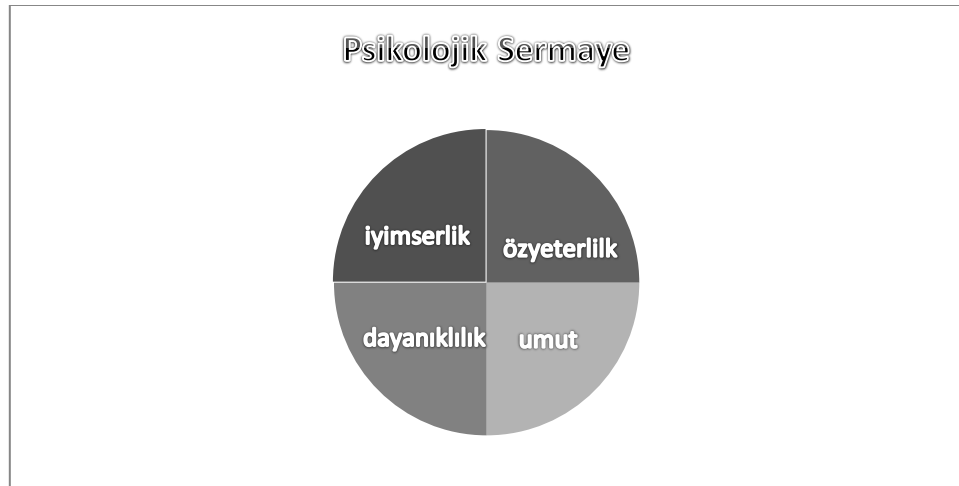 Psikolojik Sermaye
iyimserlik
özyeterlilk
dayanıklılık
umut